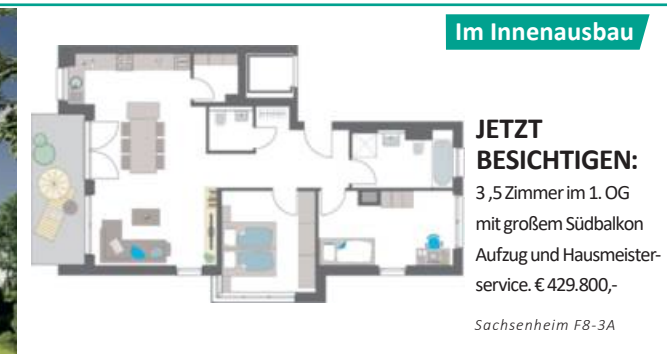 Im Innenausbau
JETZT
BESICHTIGEN:
3,5 Zimmer im 1. OG
mit großem Südbalkon
Aufzug und Hausmeister-
service. € 429.800,-
Sachsenheim F8-3A